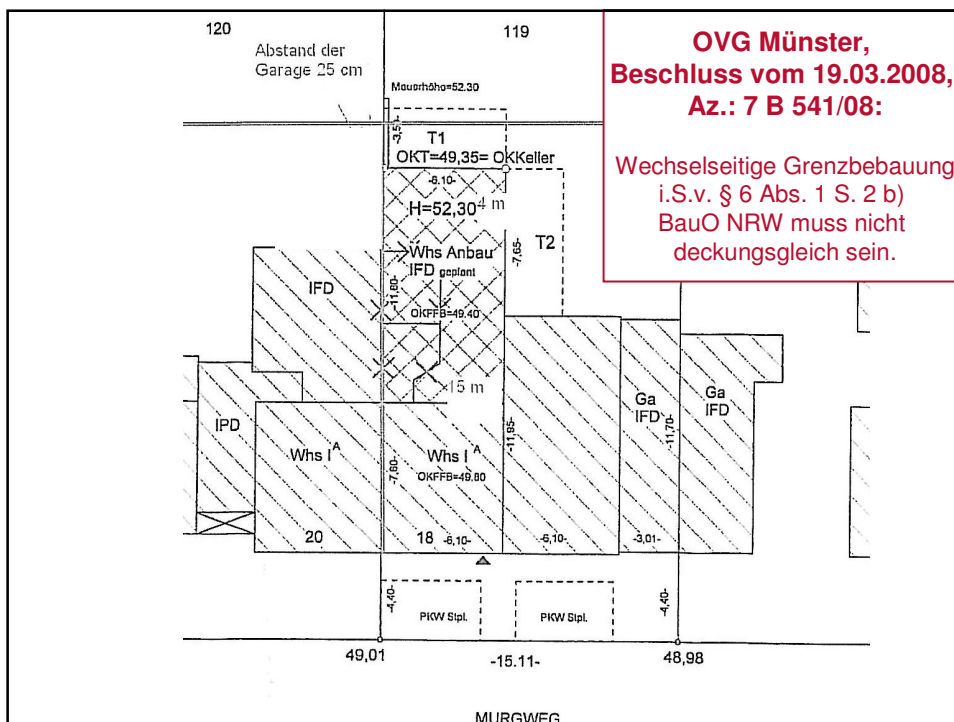 120
119
Abstand der
Garage 25 cm
OVG Münster,
Beschluss vom 19.03.2008,
Az.: 7 B 541/08:
Wechselseitige Grenzbebauung
i.S.v. § 6 Abs. 1 S. 2 b)
BauO NRW muss nicht
deckungsgleich sein.
Mauerhöhe=52.30
-3,50-
T1
OKT=49,35= OKKeller
-6,10-
H=52,30
4 m
T2
-7,65-
Whs Anbau
IFD geplant
IFD
-11,60-
OKFFB=49.40
15 m
IPD
Whs I A
-7,60-
Whs I A
OKFFB=49,60
-11,95-
Ga
IFD
-11,70-
Ga
IFD
20
18
-6,10-
-6,10-
-3,01-
-4,40-
PKW Stpl.
PKW Stpl.
-4,40-
49,01
-15.11-
48,98
MURGWEG